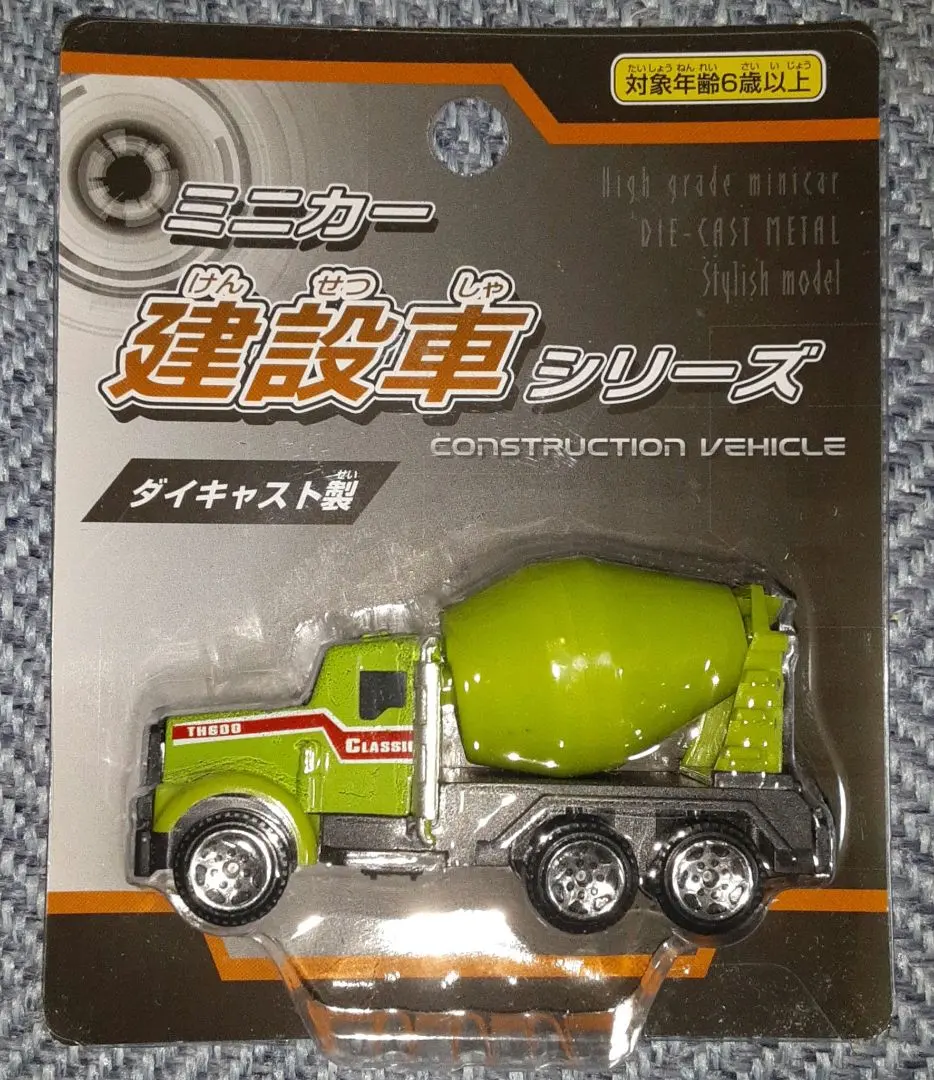 たいしょうねんれい さいいじょう
対象年齢6歳以上
High grade minicar
DIE-CAST METAL
Stylish model
ミニカー
けんせつしゃ
建設車シリーズ
CONSTRUCTION VEHICLE
せい
ダイキャスト製
TH600
CLASSI